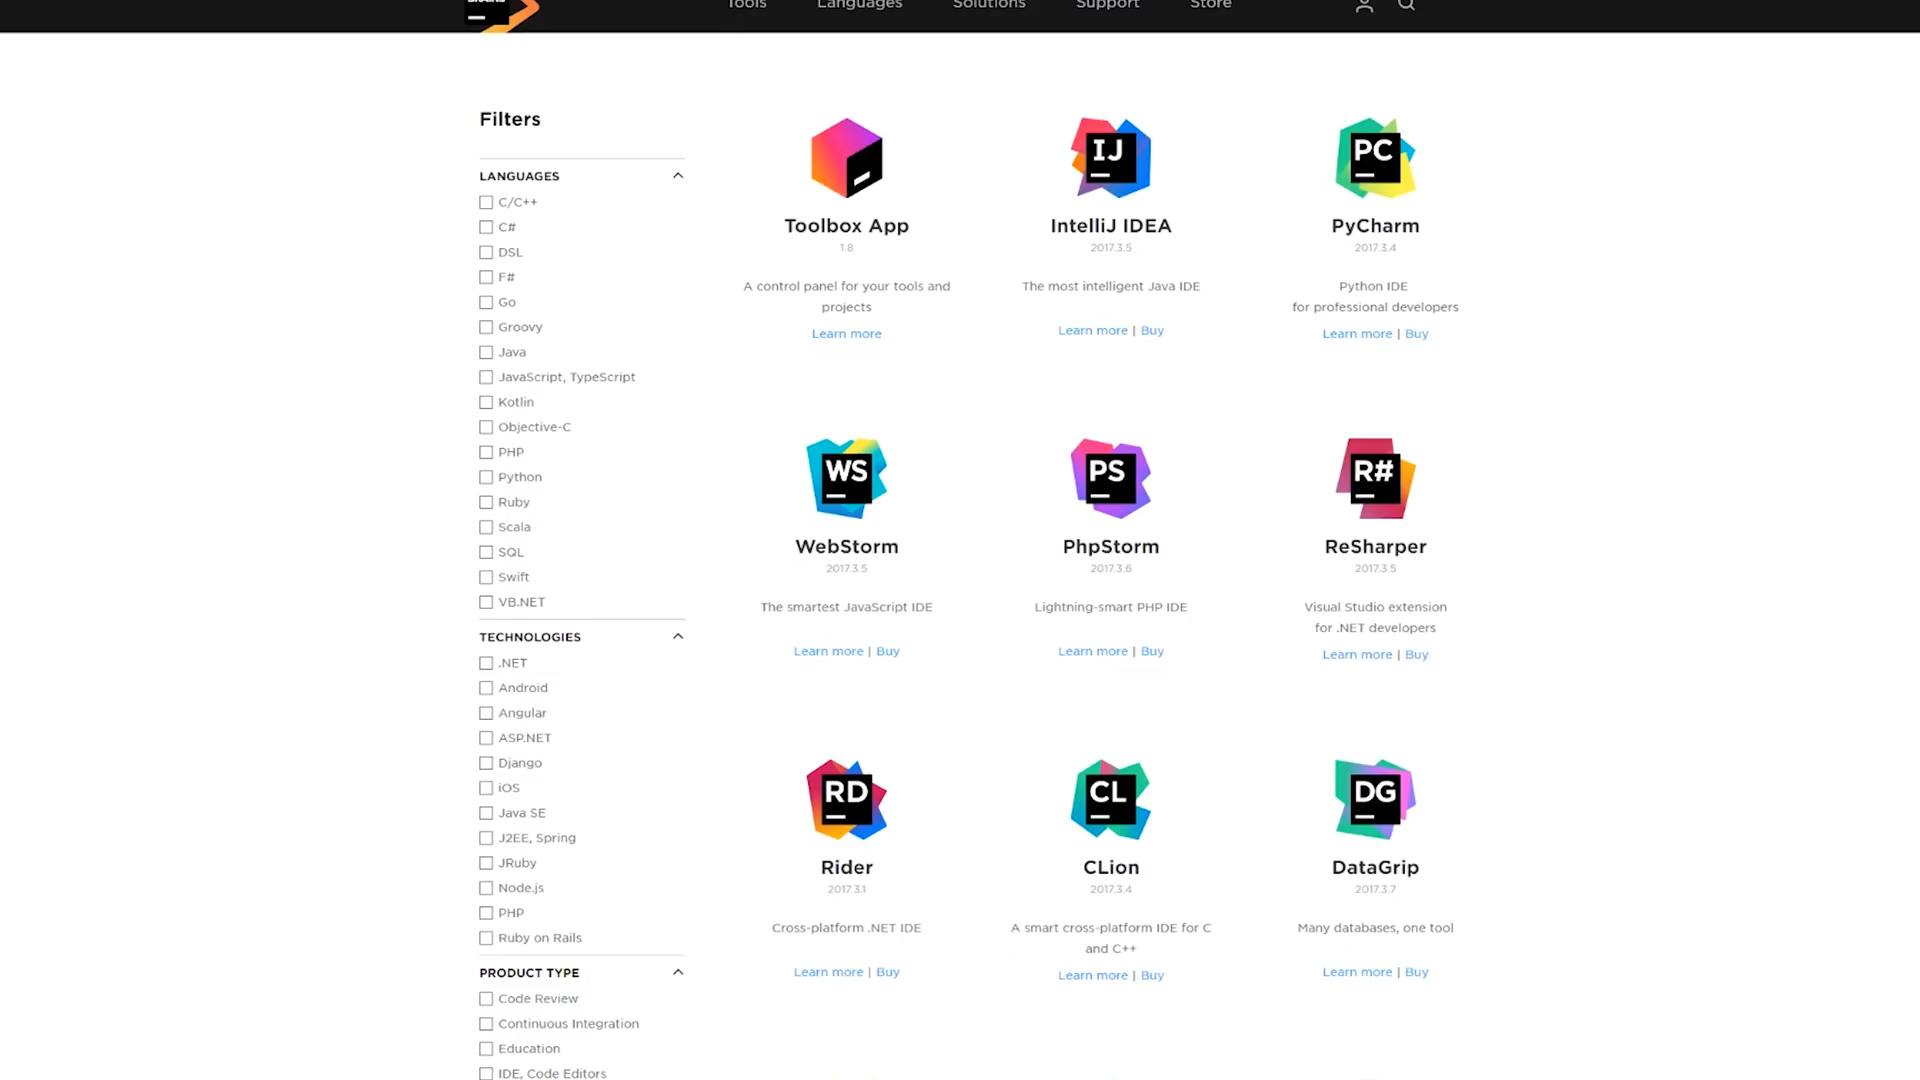 BRAINS
Tools
Languages
Solutions
Support
Store
Filters
LANGUAGES
C/C++
C#
DSL
F#
Go
Groovy
Java
JavaScript, TypeScript
Kotlin
Objective-C
PHP
Python
Ruby
Scala
SQL
Swift
VB.NET
TECHNOLOGIES
.NET
Android
Angular
ASP.NET
Django
iOS
Java SE
J2EE, Spring
JRuby
Node.js
PHP
Ruby on Rails
PRODUCT TYPE
Code Review
Continuous Integration
Education
IDE, Code Editors
Toolbox App
1.8
A control panel for your tools and
projects
Learn more
IJ
IntelliJ IDEA
2017.3.5
The most intelligent Java IDE
Learn more | Buy
PC
PyCharm
2017.3.4
Python IDE
for professional developers
Learn more | Buy
WS
WebStorm
2017.3.5
The smartest JavaScript IDE
Learn more | Buy
PS
PhpStorm
2017.3.6
Lightning-smart PHP IDE
Learn more | Buy
R#
ReSharper
2017.3.5
Visual Studio extension
for .NET developers
Learn more | Buy
RD
Rider
2017.3.1
Cross-platform .NET IDE
Learn more | Buy
CL
CLion
2017.3.4
A smart cross-platform IDE for C
and C++
Learn more | Buy
DG
DataGrip
2017.3.7
Many databases, one tool
Learn more | Buy